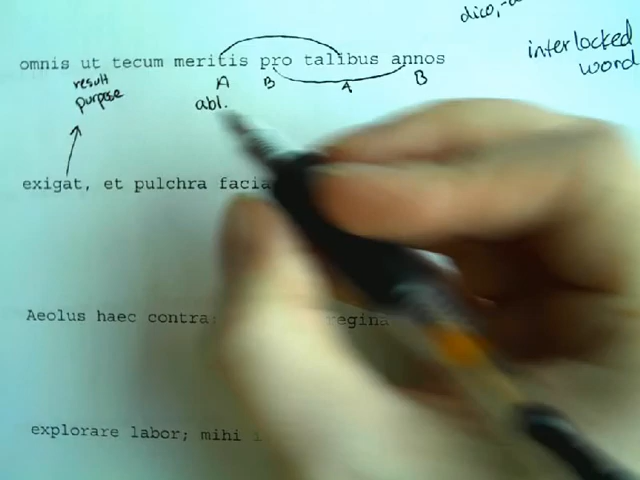 dico,
interlocked
word
omnis ut tecum meritis pro talibus annos
result
purpose
A B A B
abl.
exigat, et pulchra facia
Aeolus haec contra: regina
explorare labor; mihi